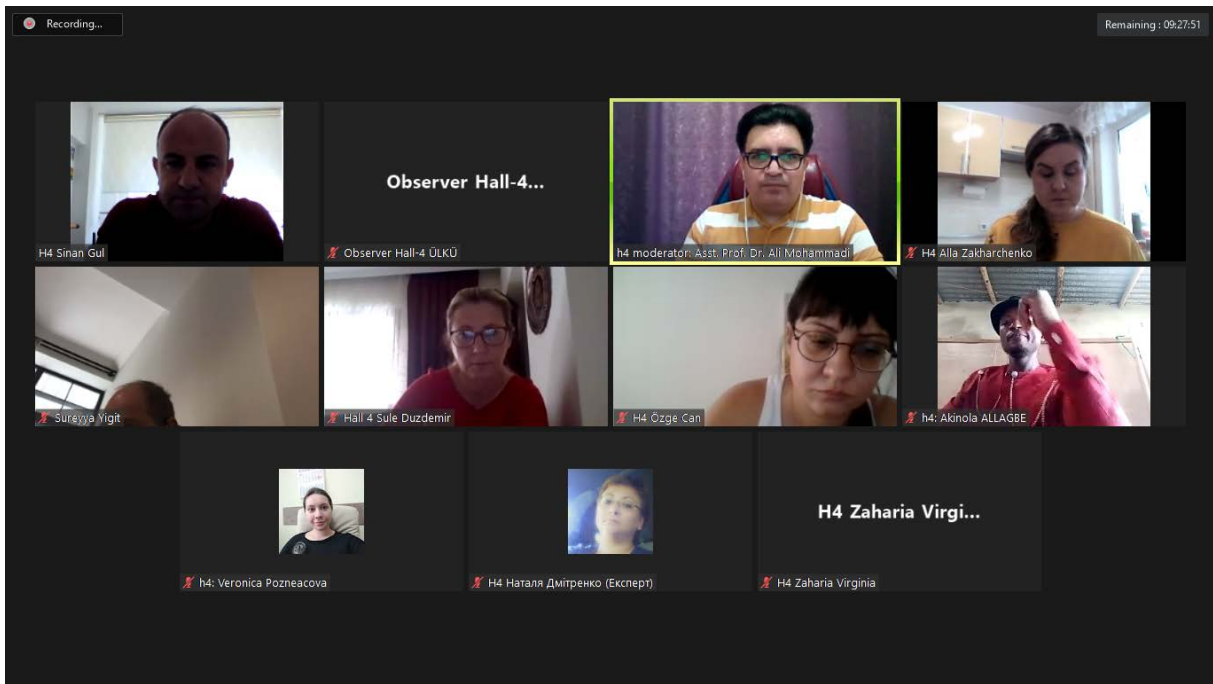 Recording...
Remaining : 09:27:51
Observer Hall-4...
H4 Sinan Gul
Observer Hall-4 ÜLKÜ
h4 moderator: Asst. Prof. Dr. Ali Mohammadi
H4 Alla Zakharchenko
Sureyya Yigit
Hall 4 Sule Duzdemir
H4 Özge Can
h4: Akinola ALLAGBE
H4 Zaharia Virgi...
h4: Veronica Pozneacova
H4 Наталя Дмітренко (Експерт)
H4 Zaharia Virginia